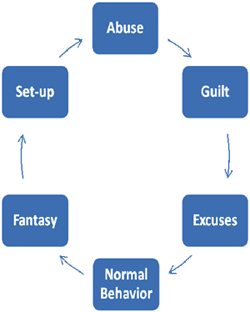 Abuse
Guilt
Excuses
Normal
Behavior
Fantasy
Set-up